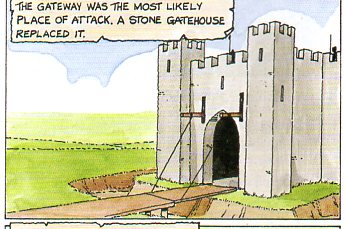 THE GATEWAY WAS THE MOST LIKELY
PLACE OF ATTACK. A STONE GATEHOUSE
REPLACED IT.